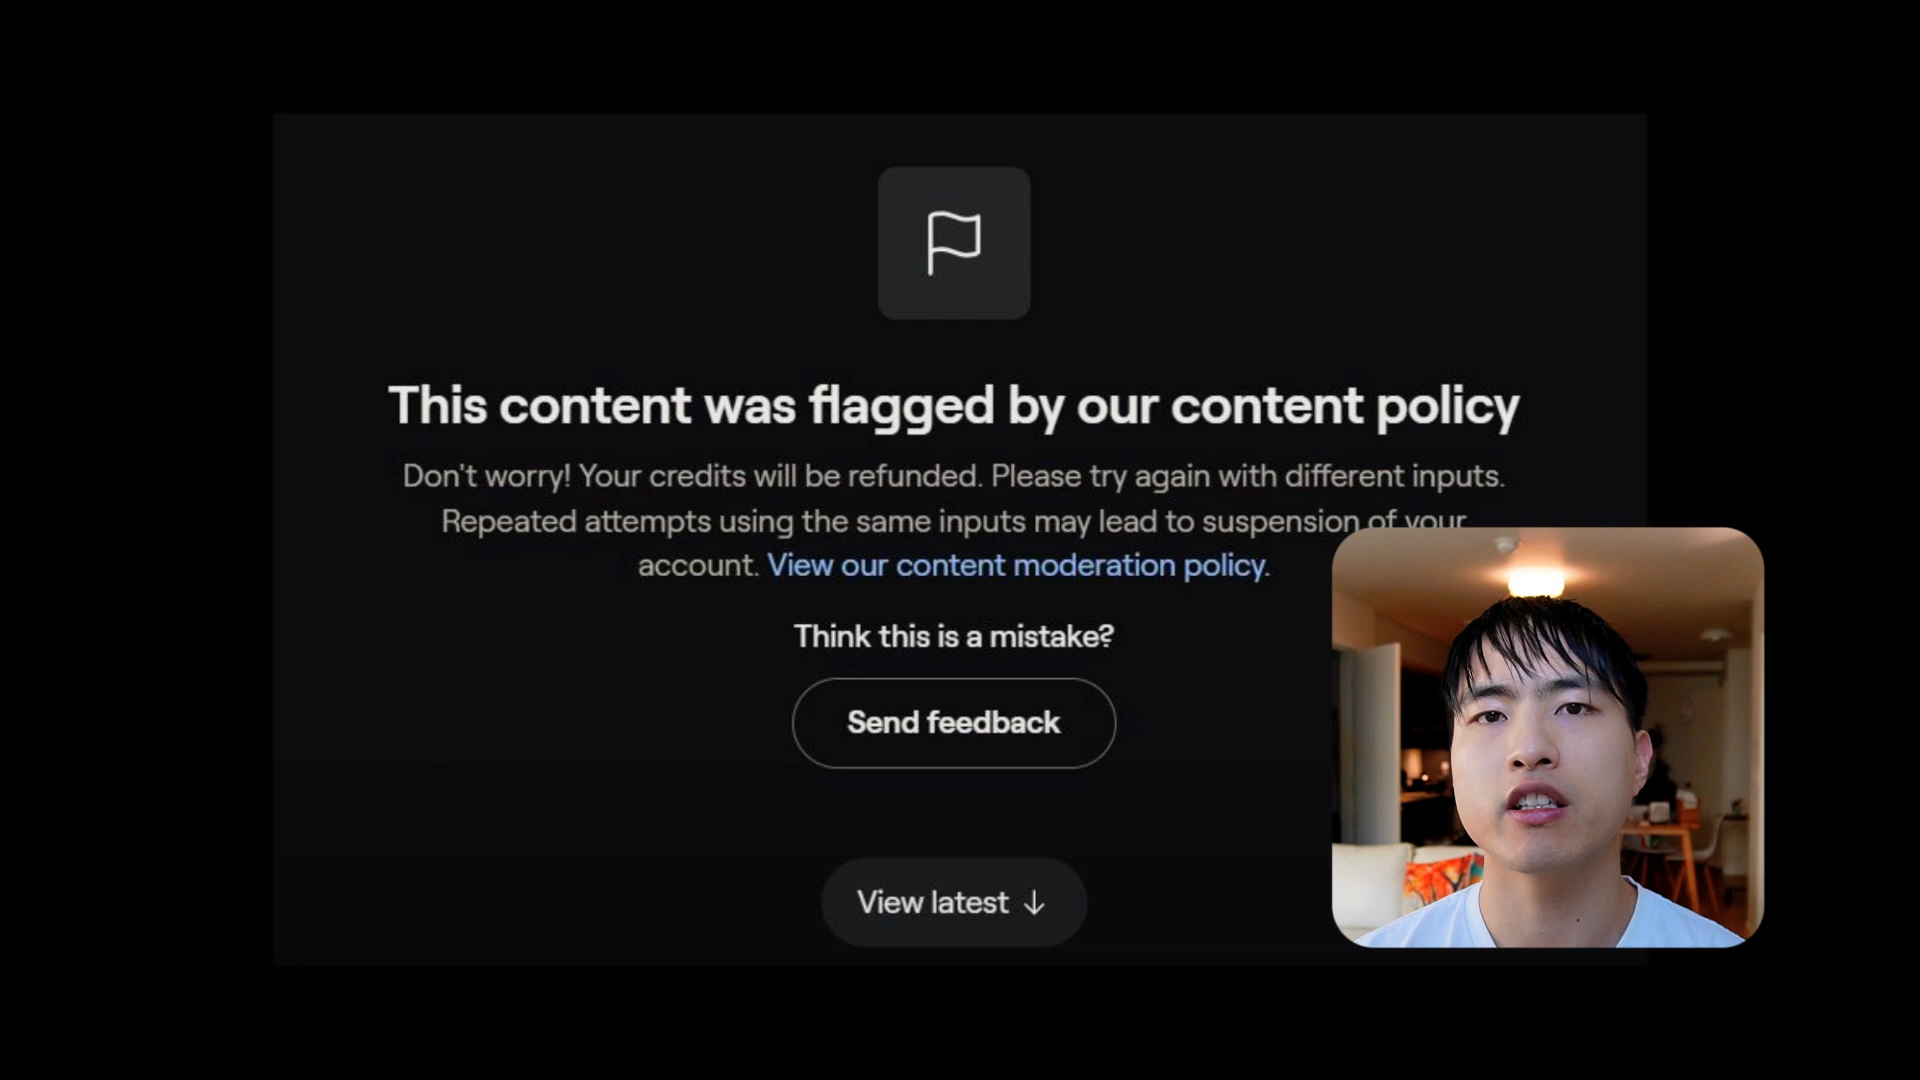 This content was flagged by our content policy
Don't worry! Your credits will be refunded. Please try again with different inputs.
Repeated attempts using the same inputs may lead to suspension of your
account. View our content moderation policy.
Think this is a mistake?
Send feedback
View latest ↓